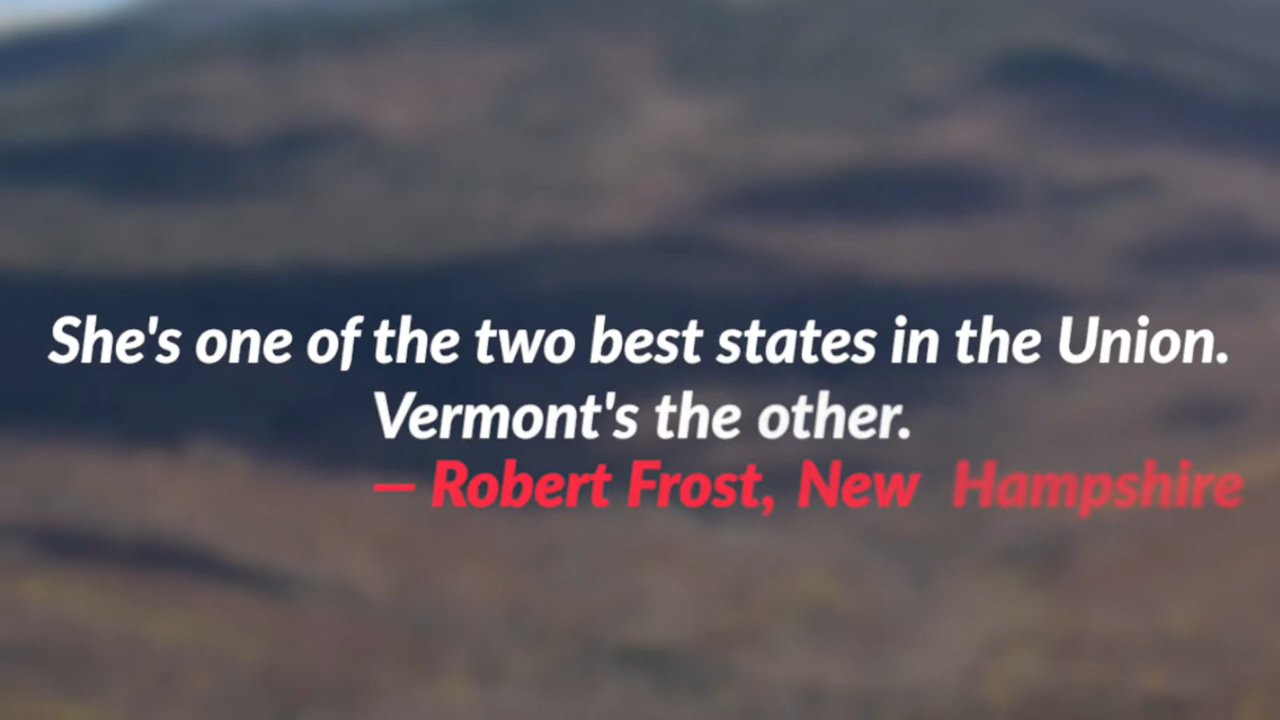 She's one of the two best states in the Union.
Vermont's the other.
— Robert Frost, New Hampshire